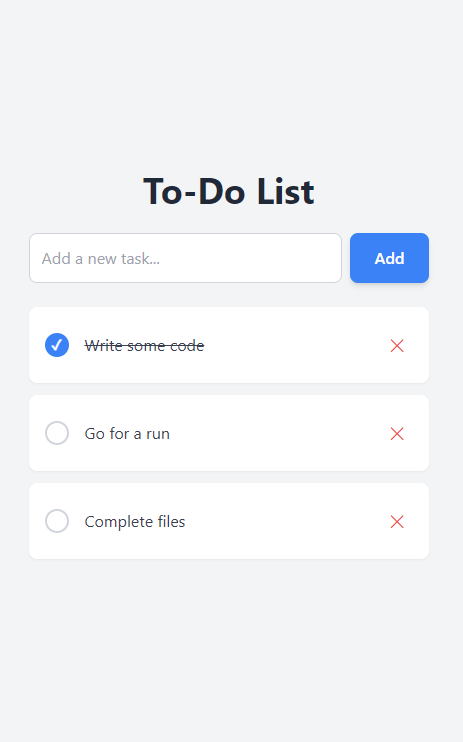 To-Do List
Add a new task...
Add
Write some code
Go for a run
Complete files